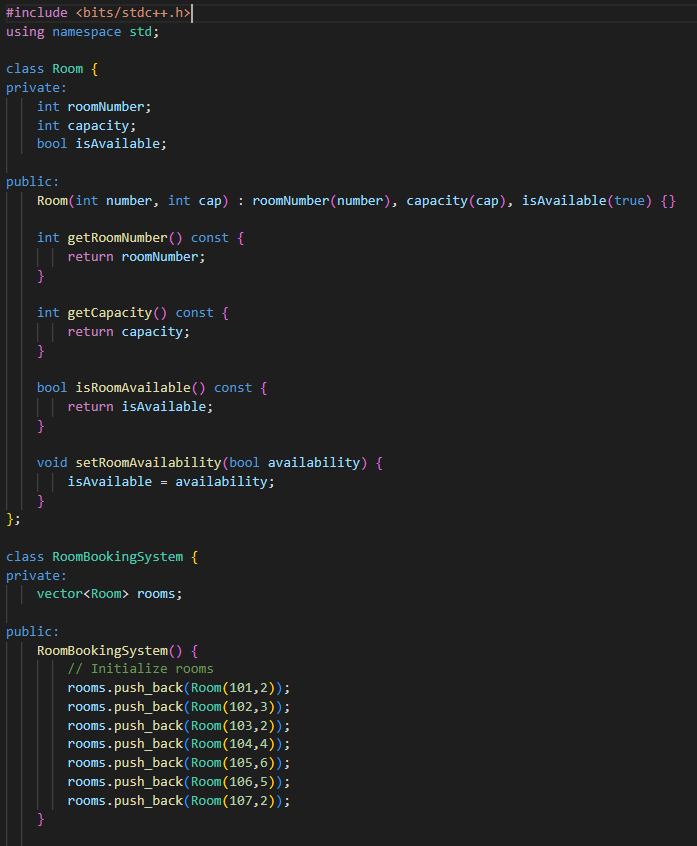 #include <bits/stdc++.h>
using namespace std;
class Room {
private:
int roomNumber;
int capacity;
bool isAvailable;
public:
Room(int number, int cap) : roomNumber(number), capacity(cap), isAvailable(true) {}
int getRoomNumber() const {
return roomNumber;
}
int getCapacity() const {
return capacity;
}
bool isRoomAvailable() const {
return isAvailable;
}
void setRoomAvailability(bool availability) {
isAvailable = availability;
}
};
class RoomBookingSystem {
private:
vector<Room> rooms;
public:
RoomBookingSystem() {
// Initialize rooms
rooms.push_back(Room(101,2));
rooms.push_back(Room(102,3));
rooms.push_back(Room(103,2));
rooms.push_back(Room(104,4));
rooms.push_back(Room(105,6));
rooms.push_back(Room(106,5));
rooms.push_back(Room(107,2));
}